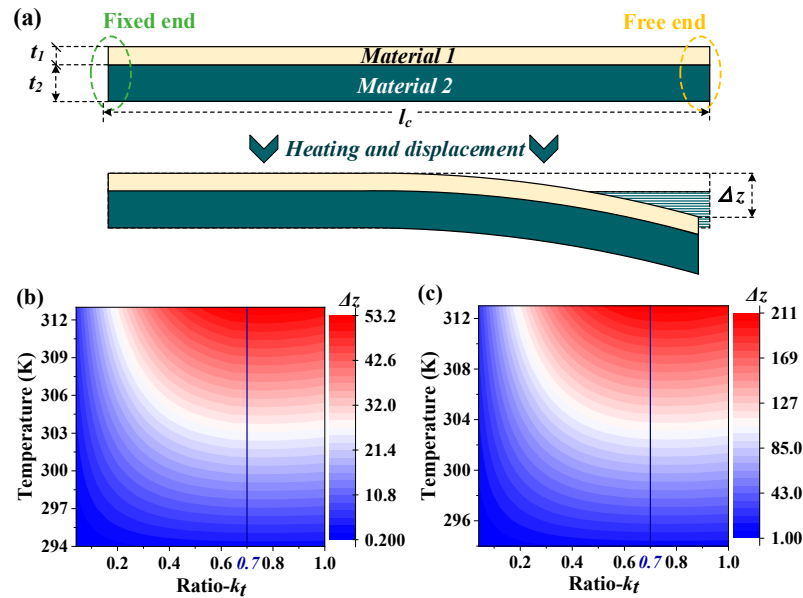 (a)
Fixed end
Free end
t1
Material 1
t2
Material 2
lc
Heating and displacement
Δz
(b)
Δz
Temperature (K)
312
309
306
303
300
297
294
0.2
0.4
0.6
0.7
0.8
1.0
Ratio-kt
53.2
42.6
32.0
21.4
10.8
0.200
(c)
Δz
Temperature (K)
312
308
304
300
296
0.2
0.4
0.6
0.7
0.8
1.0
Ratio-kt
211
169
127
85.0
43.0
1.00